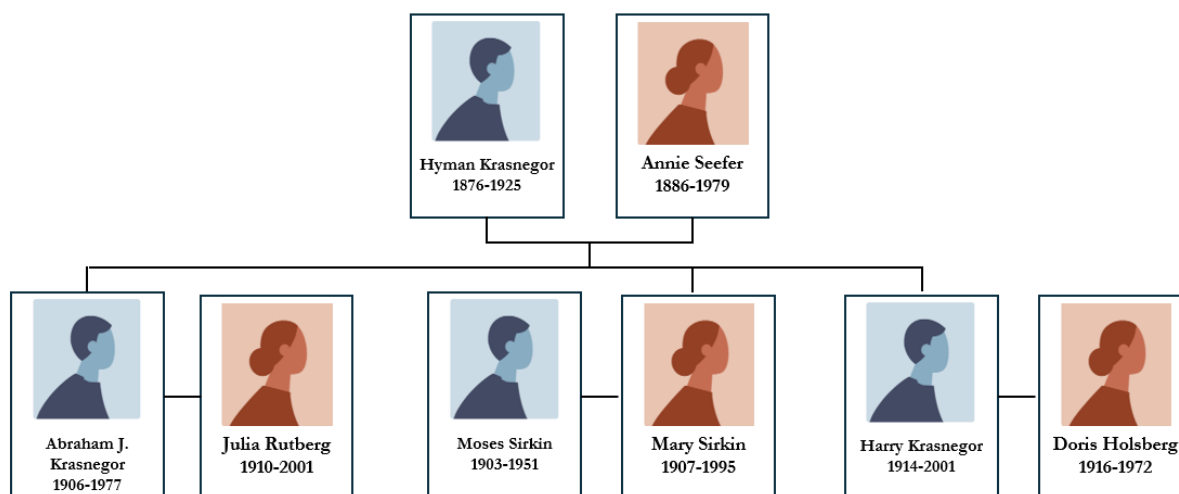 Hyman Krasnegor
1876-1925
Annie Seefer
1886-1979
Abraham J.
Krasnegor
1906-1977
Julia Rutberg
1910-2001
Moses Sirkin
1903-1951
Mary Sirkin
1907-1995
Harry Krasnegor
1914-2001
Doris Holsberg
1916-1972